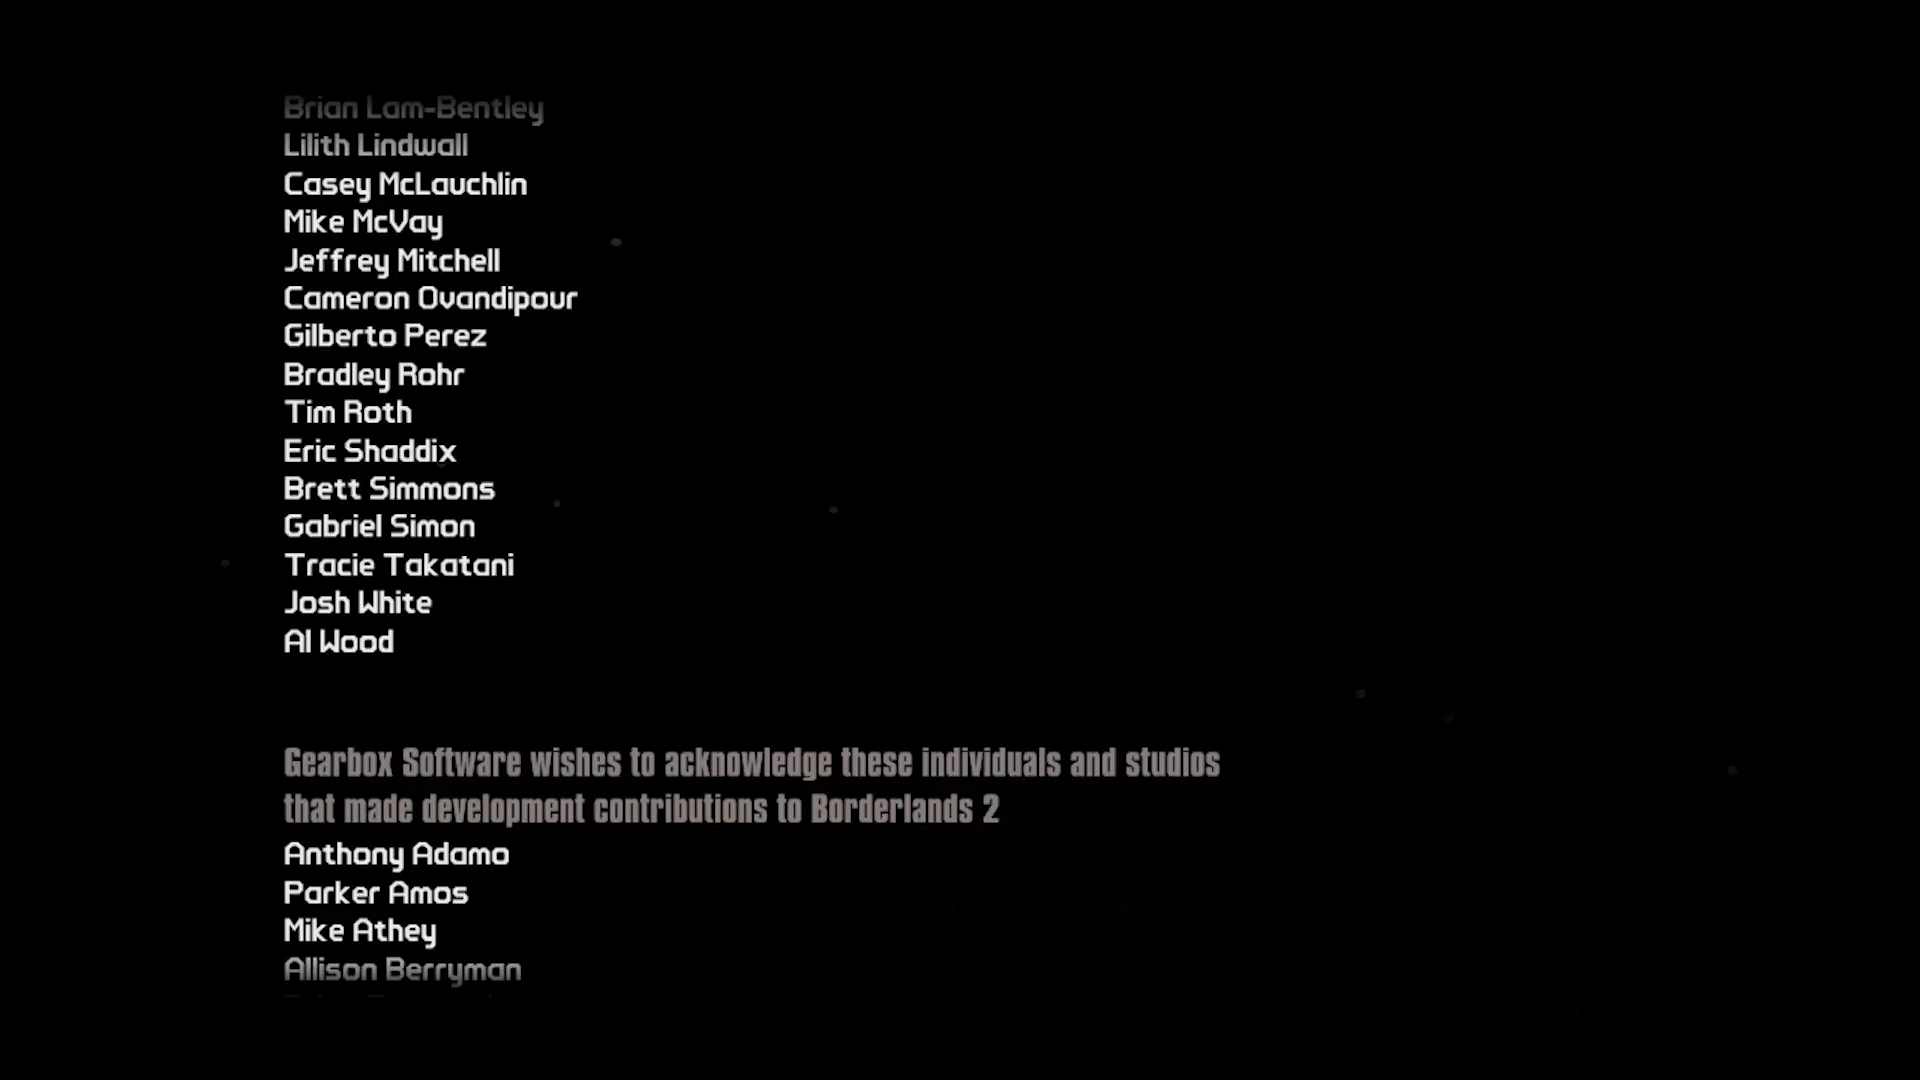 Brian Lam-Bentley
Lilith Lindwall
Casey McLauchlin
Mike McVay
Jeffrey Mitchell
Cameron Ovandipour
Gilberto Perez
Bradley Rohr
Tim Roth
Eric Shaddix
Brett Simmons
Gabriel Simon
Tracie Takatani
Josh White
Al Wood
Gearbox Software wishes to acknowledge these individuals and studios
that made development contributions to Borderlands 2
Anthony Adamo
Parker Amos
Mike Athey
Allison Berryman